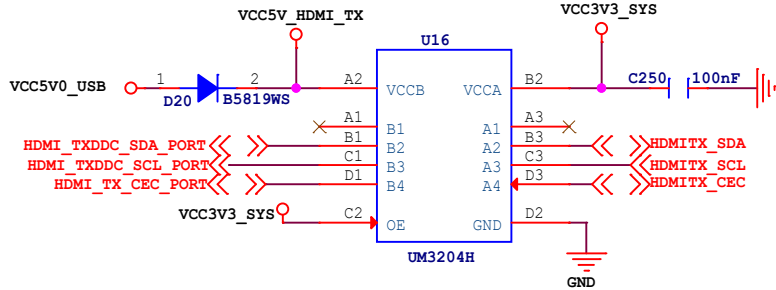 VCC5V_HDMI_TX
VCC3V3_SYS
U16
VCC5V0_USB
1
2
D20
B5819WS
A2
VCCB
VCCA
B2
C250
100nF
A1
B1
A1
A3
HDMI_TXDDC_SDA_PORT
B1
B2
A2
B3
HDMITX_SDA
HDMI_TXDDC_SCL_PORT
C1
B3
A3
C3
HDMITX_SCL
HDMI_TX_CEC_PORT
D1
B4
A4
D3
HDMITX_CEC
VCC3V3_SYS
C2
OE
GND
D2
UM3204H
GND